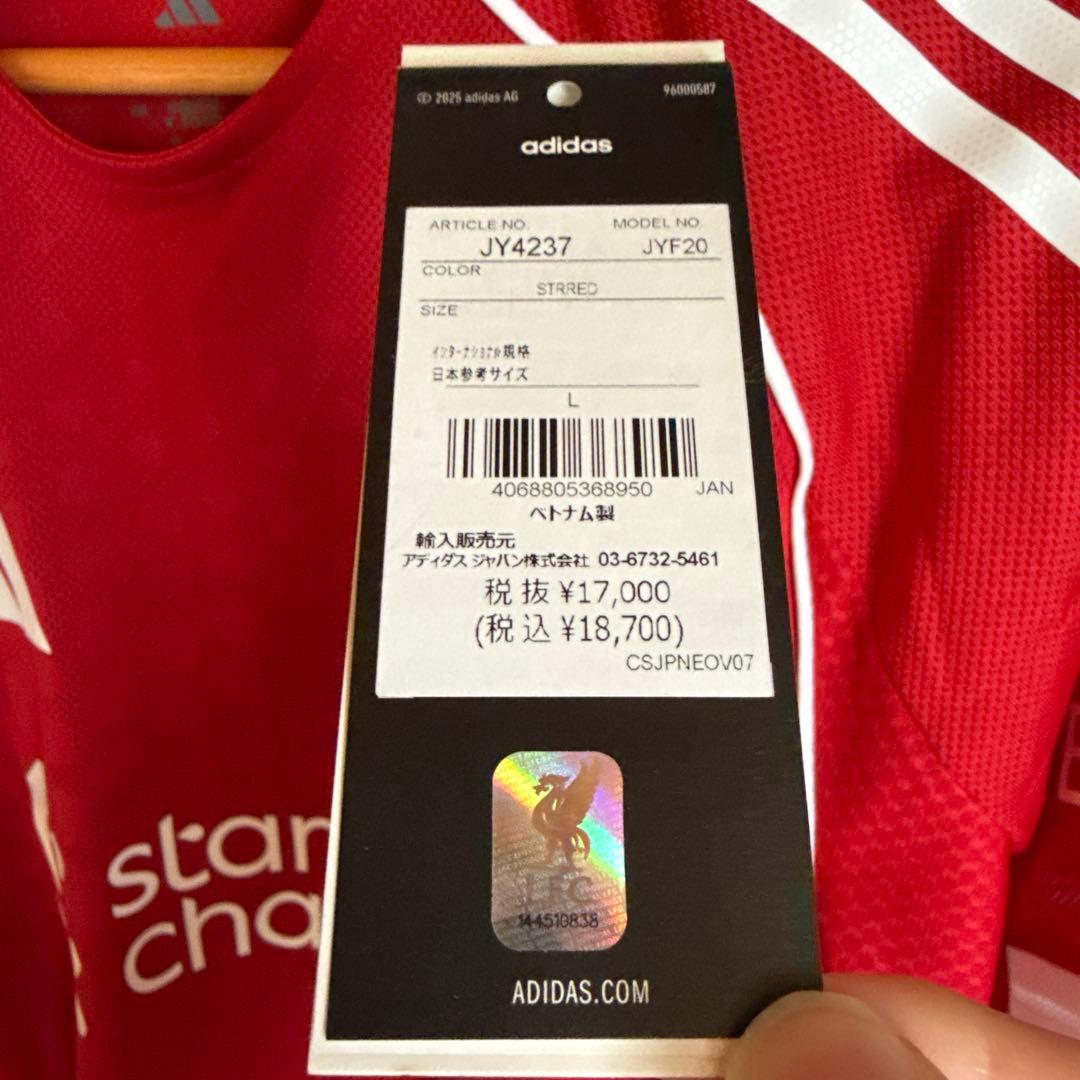 © 2025 adidas AG 96000587
adidas
ARTICLE NO. MODEL NO.
JY4237 JYF20
COLOR
STRRED
SIZE
インターナショナル規格
日本参考サイズ
L
4068805368950 JAN
ベトナム製
輸入販売元
アディダス ジャパン株式会社 03-6732-5461
税抜 ¥17,000
(税込 ¥18,700)
CSJPNEOV07
LFC
144510838
ADIDAS.COM
stan
cha